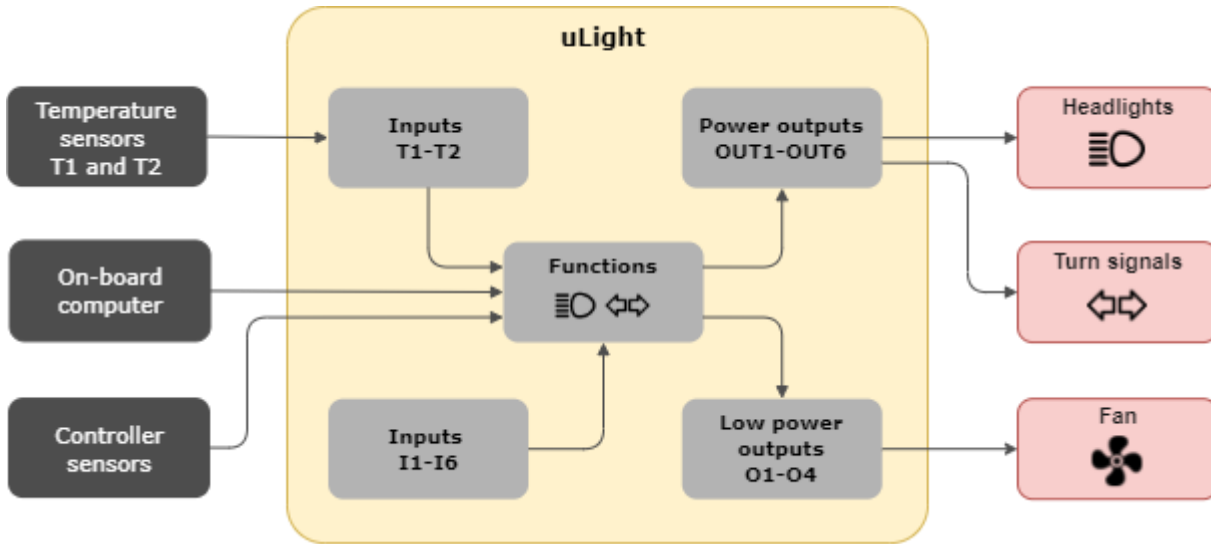 uLight
Temperature
sensors
T1 and T2
Inputs
T1-T2
Power outputs
OUT1-OUT6
Headlights
On-board
computer
Functions
Turn signals
Controller
sensors
Inputs
I1-I6
Low power
outputs
O1-O4
Fan